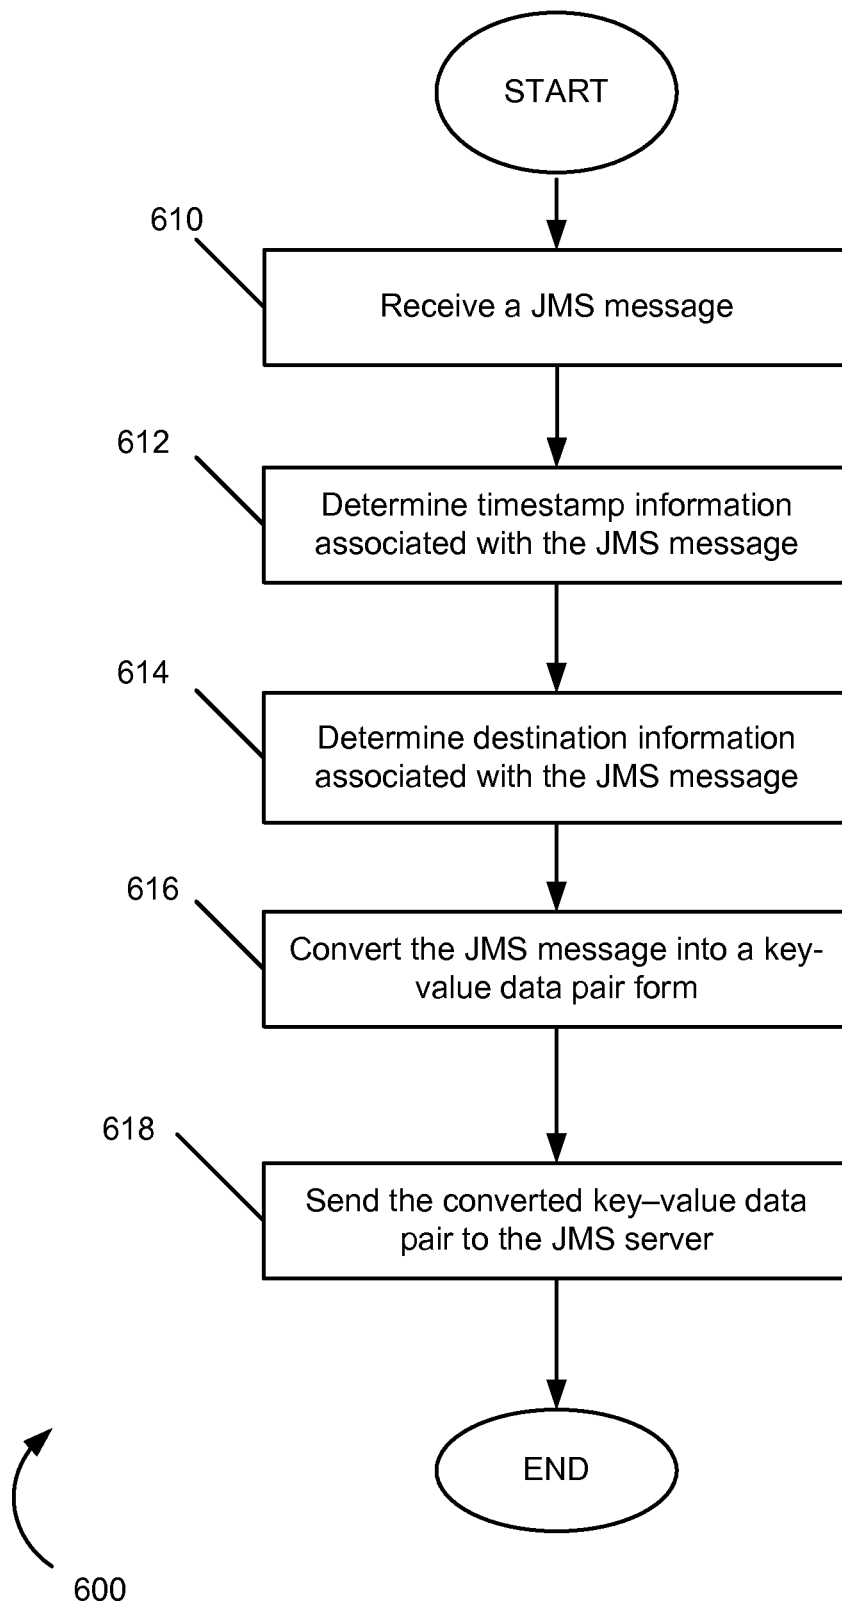 START
610
Receive a JMS message
612
Determine timestamp information
associated with the JMS message
614
Determine destination information
associated with the JMS message
616
Convert the JMS message into a key-
value data pair form
618
Send the converted key–value data
pair to the JMS server
END
600